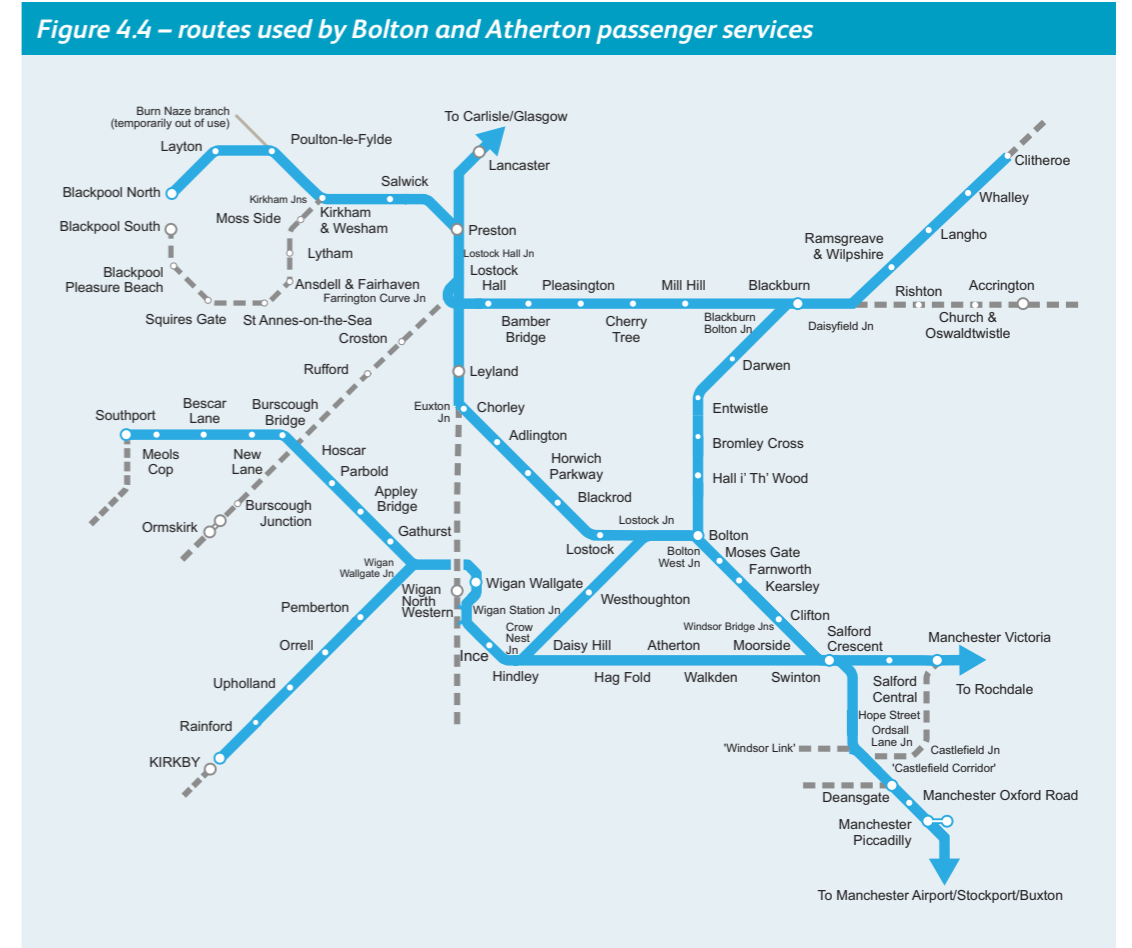 Figure 4.4 – routes used by Bolton and Atherton passenger services
Burn Naze branch
(temporarily out of use)
To Carlisle/Glasgow
Layton
Poulton-le-Fylde
Lancaster
Clitheroe
Blackpool North
Kirkham Jns
Salwick
Whalley
Blackpool South
Moss Side
Kirkham
& Wesham
Preston
Langho
Ramsgreave
& Wilpshire
Lytham
Lostock Hall Jn
Blackpool
Pleasure Beach
Ansdell & Fairhaven
Farrington Curve Jn
Lostock
Hall
Pleasington
Mill Hill
Blackburn
Rishton
Accrington
Squires Gate
St Annes-on-the-Sea
Bamber
Bridge
Cherry
Tree
Blackburn
Bolton Jn
Daisyfield Jn
Church &
Oswaldtwistle
Croston
Rufford
Leyland
Darwen
Southport
Bescar
Lane
Burscough
Bridge
Euxton
Jn
Chorley
Entwistle
Meols
Cop
New
Lane
Hoscar
Adlington
Bromley Cross
Parbold
Horwich
Parkway
Hall i' Th' Wood
Appley
Bridge
Blackrod
Ormskirk
Burscough
Junction
Gathurst
Lostock Jn
Lostock
Bolton
Bolton
West Jn
Moses Gate
Farnworth
Kearsley
Wigan
Wallgate Jn
Wigan
North
Western
Wigan Wallgate
Westhoughton
Pemberton
Wigan Station Jn
Clifton
Windsor Bridge Jns
Orrell
Crow
Nest
Jn
Ince
Daisy Hill
Atherton
Moorside
Salford
Crescent
Manchester Victoria
Hindley
Hag Fold
Walkden
Swinton
Salford
Central
To Rochdale
Upholland
Rainford
Hope Street
Ordsall
Lane Jn
KIRKBY
'Windsor Link'
Castlefield Jn
'Castlefield Corridor'
Deansgate
Manchester Oxford Road
Manchester
Piccadilly
To Manchester Airport/Stockport/Buxton